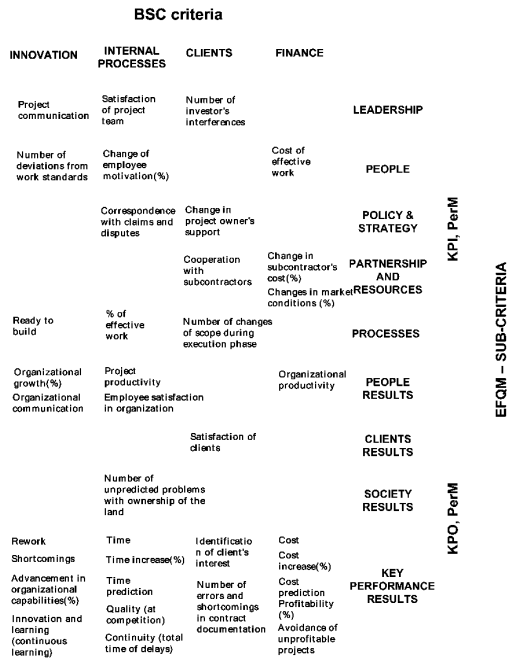 BSC criteria
INNOVATION
INTERNAL
PROCESSES
CLIENTS
FINANCE
Project
communication
Satisfaction
of project
team
Number of
investor's
interferences
LEADERSHIP
Number of
deviations from
work standards
Change of
employee
motivation(%)
Cost of
effective
work
PEOPLE
Correspondence
with claims and
disputes
Change in
project owner's
support
POLICY &
STRATEGY
Cooperation
with
subcontractors
Change in
subcontractor's
cost(%)
Changes in market
conditions (%)
PARTNERSHIP
AND
RESOURCES
Ready to
build
% of
effective
work
Number of changes
of scope during
execution phase
PROCESSES
Organizational
growth(%)
Organizational
communication
Project
productivity
Employee satisfaction
in organization
Organizational
productivity
PEOPLE
RESULTS
Satisfaction of
clients
CLIENTS
RESULTS
Number of
unpredicted problems
with ownership of the
land
SOCIETY
RESULTS
Rework
Shortcomings
Advancement in
organizational
capabilities(%)
Innovation and
learning
(continuous
learning)
Time
Time increase(%)
Time
prediction
Quality (at
competition)
Continuity (total
time of delays)
Identificatio
n of client's
interest
Number of
errors and
shortcomings
in contract
documentation
Cost
Cost
increase(%)
Cost
prediction
Profitability
(%)
Avoidance of
unprofitable
projects
KEY
PERFORMANCE
RESULTS
KPI, PerM
KPO, PerM
EFQM – SUB-CRITERIA